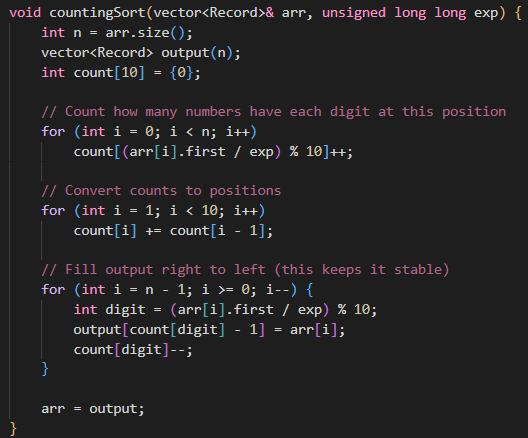 void countingSort(vector<Record>& arr, unsigned long long exp) {
    int n = arr.size();
    vector<Record> output(n);
    int count[10] = {0};

    // Count how many numbers have each digit at this position
    for (int i = 0; i < n; i++)
        count[(arr[i].first / exp) % 10]++;

    // Convert counts to positions
    for (int i = 1; i < 10; i++)
        count[i] += count[i - 1];

    // Fill output right to left (this keeps it stable)
    for (int i = n - 1; i >= 0; i--) {
        int digit = (arr[i].first / exp) % 10;
        output[count[digit] - 1] = arr[i];
        count[digit]--;
    }

    arr = output;
}